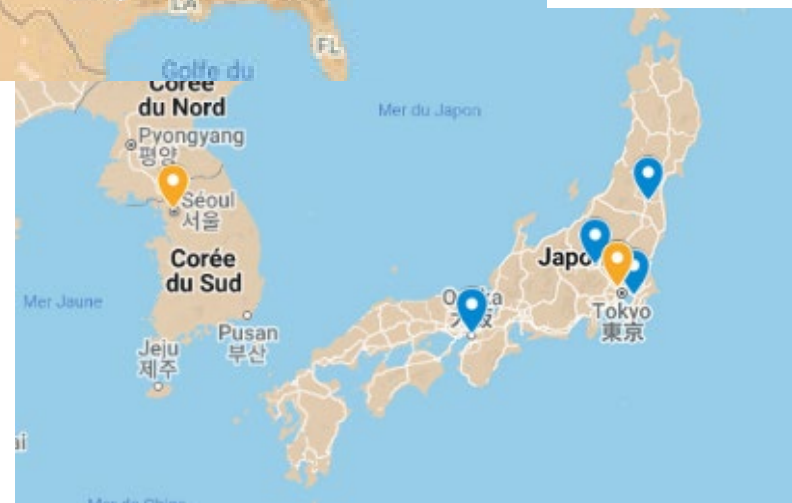 LA
FL
Golfe du
Corée
du Nord
Mer du Japon
Pyongyang
평양
Séoul
서울
Corée
du Sud
Mer Jaune
Pusan
부산
Jeju
제주
Tokyo
東京
ai